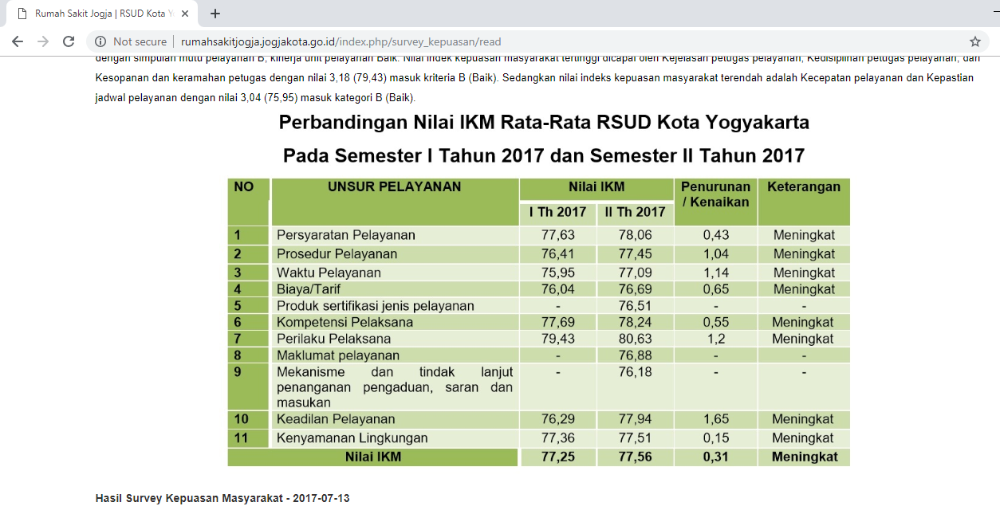 Rumah Sakit Jogja | RSUD Kota Y
Not secure | rumahsakitjogja.jogjakota.go.id/index.php/survey_kepuasan/read
dengan simpulan mutu pelayanan B, kinerja unit pelayanan Baik. Nilai indek kepuasan masyarakat tertinggi dicapai oleh Kejelasan petugas pelayanan, Kedisiplinan petugas pelayanan, dan
Kesopanan dan keramahan petugas dengan nilai 3,18 (79,43) masuk kriteria B (Baik). Sedangkan nilai indeks kepuasan masyarakat terendah adalah Kecepatan pelayanan dan Kepastian
jadwal pelayanan dengan nilai 3,04 (75,95) masuk kategori B (Baik).
Perbandingan Nilai IKM Rata-Rata RSUD Kota Yogyakarta
Pada Semester I Tahun 2017 dan Semester II Tahun 2017
NO UNSUR PELAYANAN Nilai IKM Penurunan Keterangan
/ Kenaikan
I Th 2017 II Th 2017
1 Persyaratan Pelayanan 77,63 78,06 0,43 Meningkat
2 Prosedur Pelayanan 76,41 77,45 1,04 Meningkat
3 Waktu Pelayanan 75,95 77,09 1,14 Meningkat
4 Biaya/Tarif 76,04 76,69 0,65 Meningkat
5 Produk sertifikasi jenis pelayanan - 76,51 - -
6 Kompetensi Pelaksana 77,69 78,24 0,55 Meningkat
7 Perilaku Pelaksana 79,43 80,63 1,2 Meningkat
8 Maklumat pelayanan - 76,88 - -
9 Mekanisme dan tindak lanjut - 76,18 - -
penanganan pengaduan, saran dan
masukan
10 Keadilan Pelayanan 76,29 77,94 1,65 Meningkat
11 Kenyamanan Lingkungan 77,36 77,51 0,15 Meningkat
Nilai IKM 77,25 77,56 0,31 Meningkat
Hasil Survey Kepuasan Masyarakat - 2017-07-13